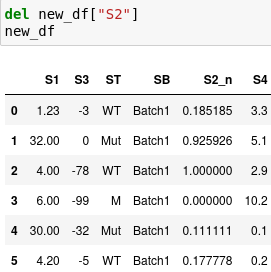 del new_df["S2"]
new_df
S1 S3 ST SB S2_n S4
0 1.23 -3 WT Batch1 0.185185 3.3
1 32.00 0 Mut Batch1 0.925926 5.1
2 4.00 -78 WT Batch1 1.000000 2.9
3 6.00 -99 M Batch1 0.000000 10.2
4 30.00 -32 Mut Batch1 0.111111 0.1
5 4.20 -5 WT Batch1 0.177778 0.2